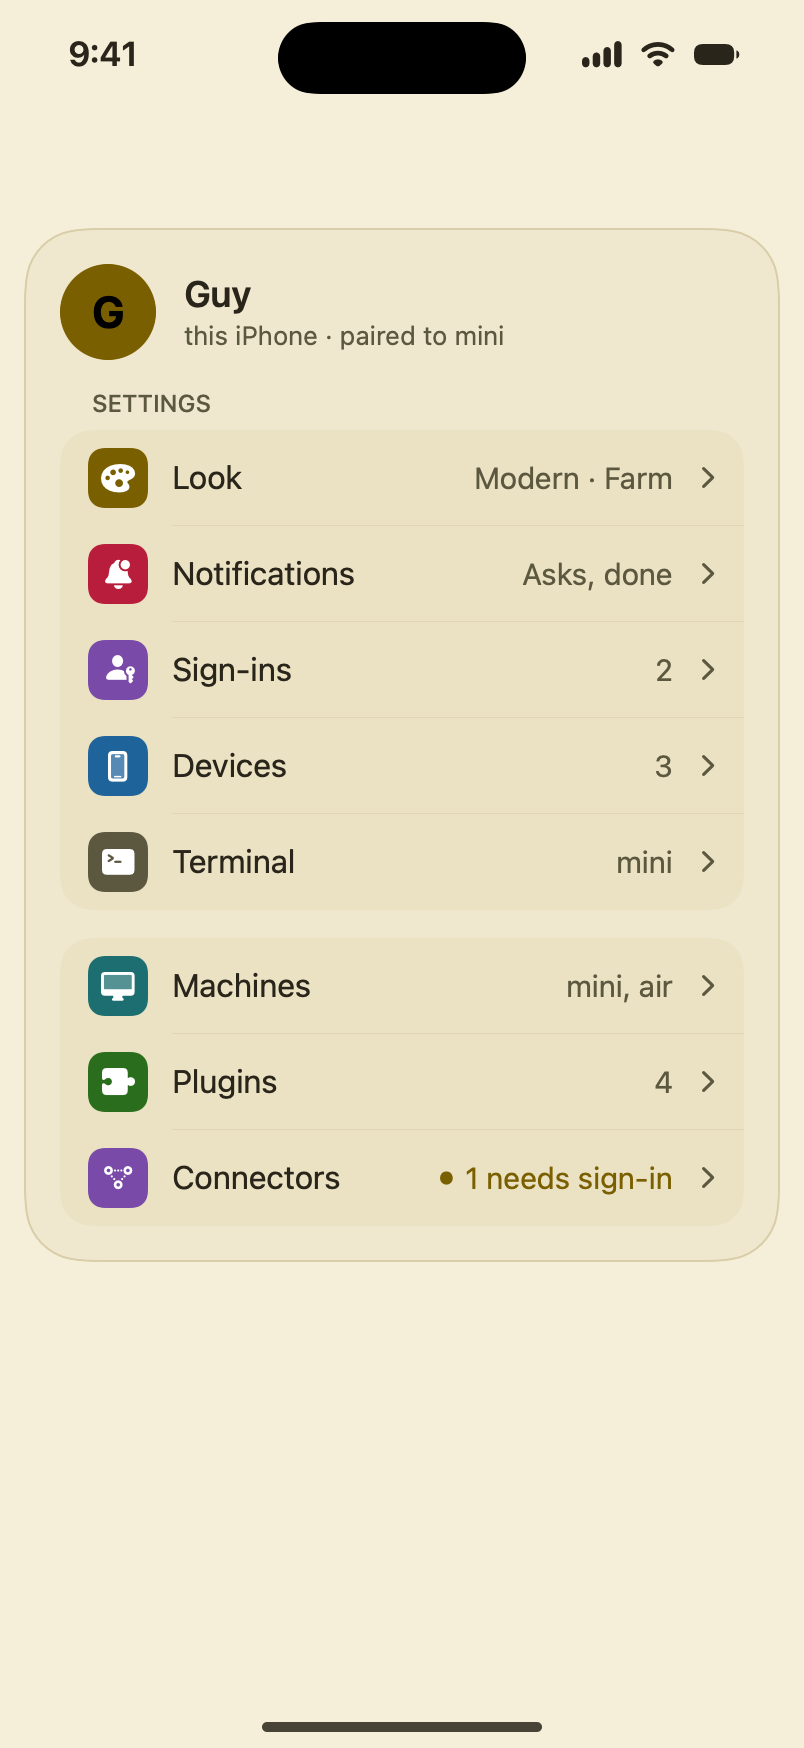 9:41
G
Guy
this iPhone · paired to mini
SETTINGS
Look Modern · Farm
Notifications Asks, done
Sign-ins 2
Devices 3
Terminal mini
Machines mini, air
Plugins 4
Connectors 1 needs sign-in